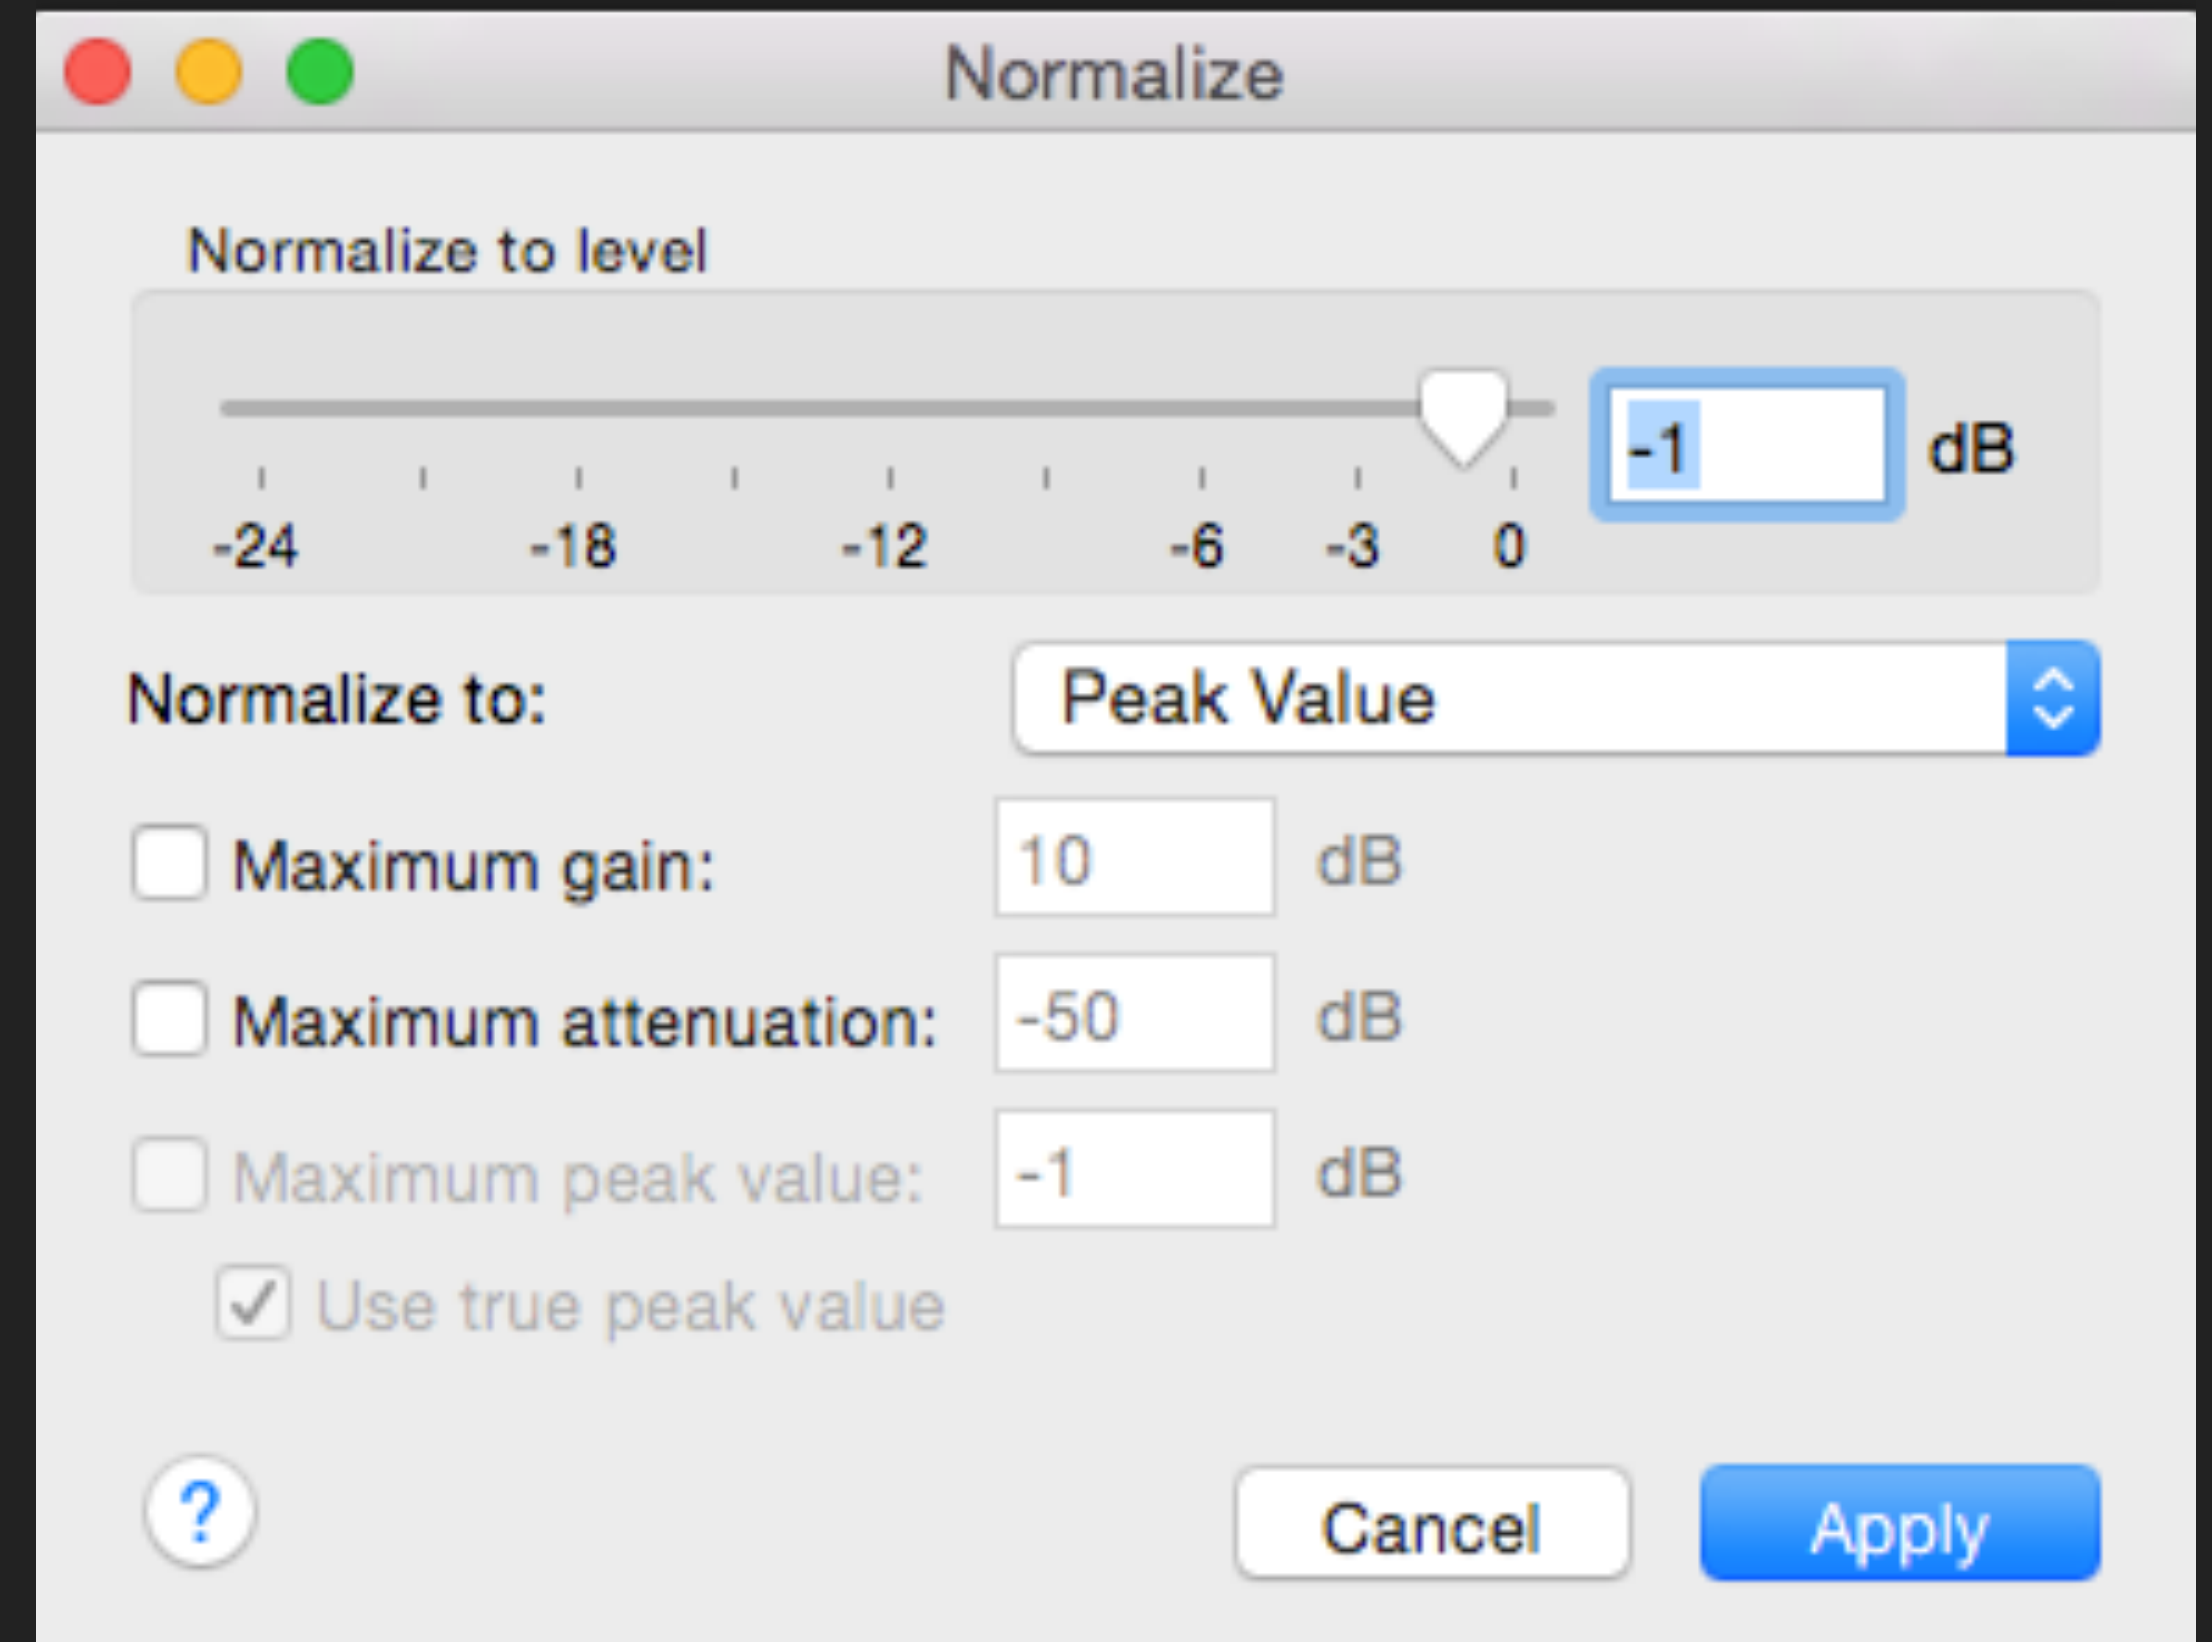 Normalize
Normalize to level
-1 dB
-24 -18 -12 -6 -3 0
Normalize to: Peak Value
Maximum gain: 10 dB
Maximum attenuation: -50 dB
Maximum peak value: -1 dB
Use true peak value
? Cancel Apply